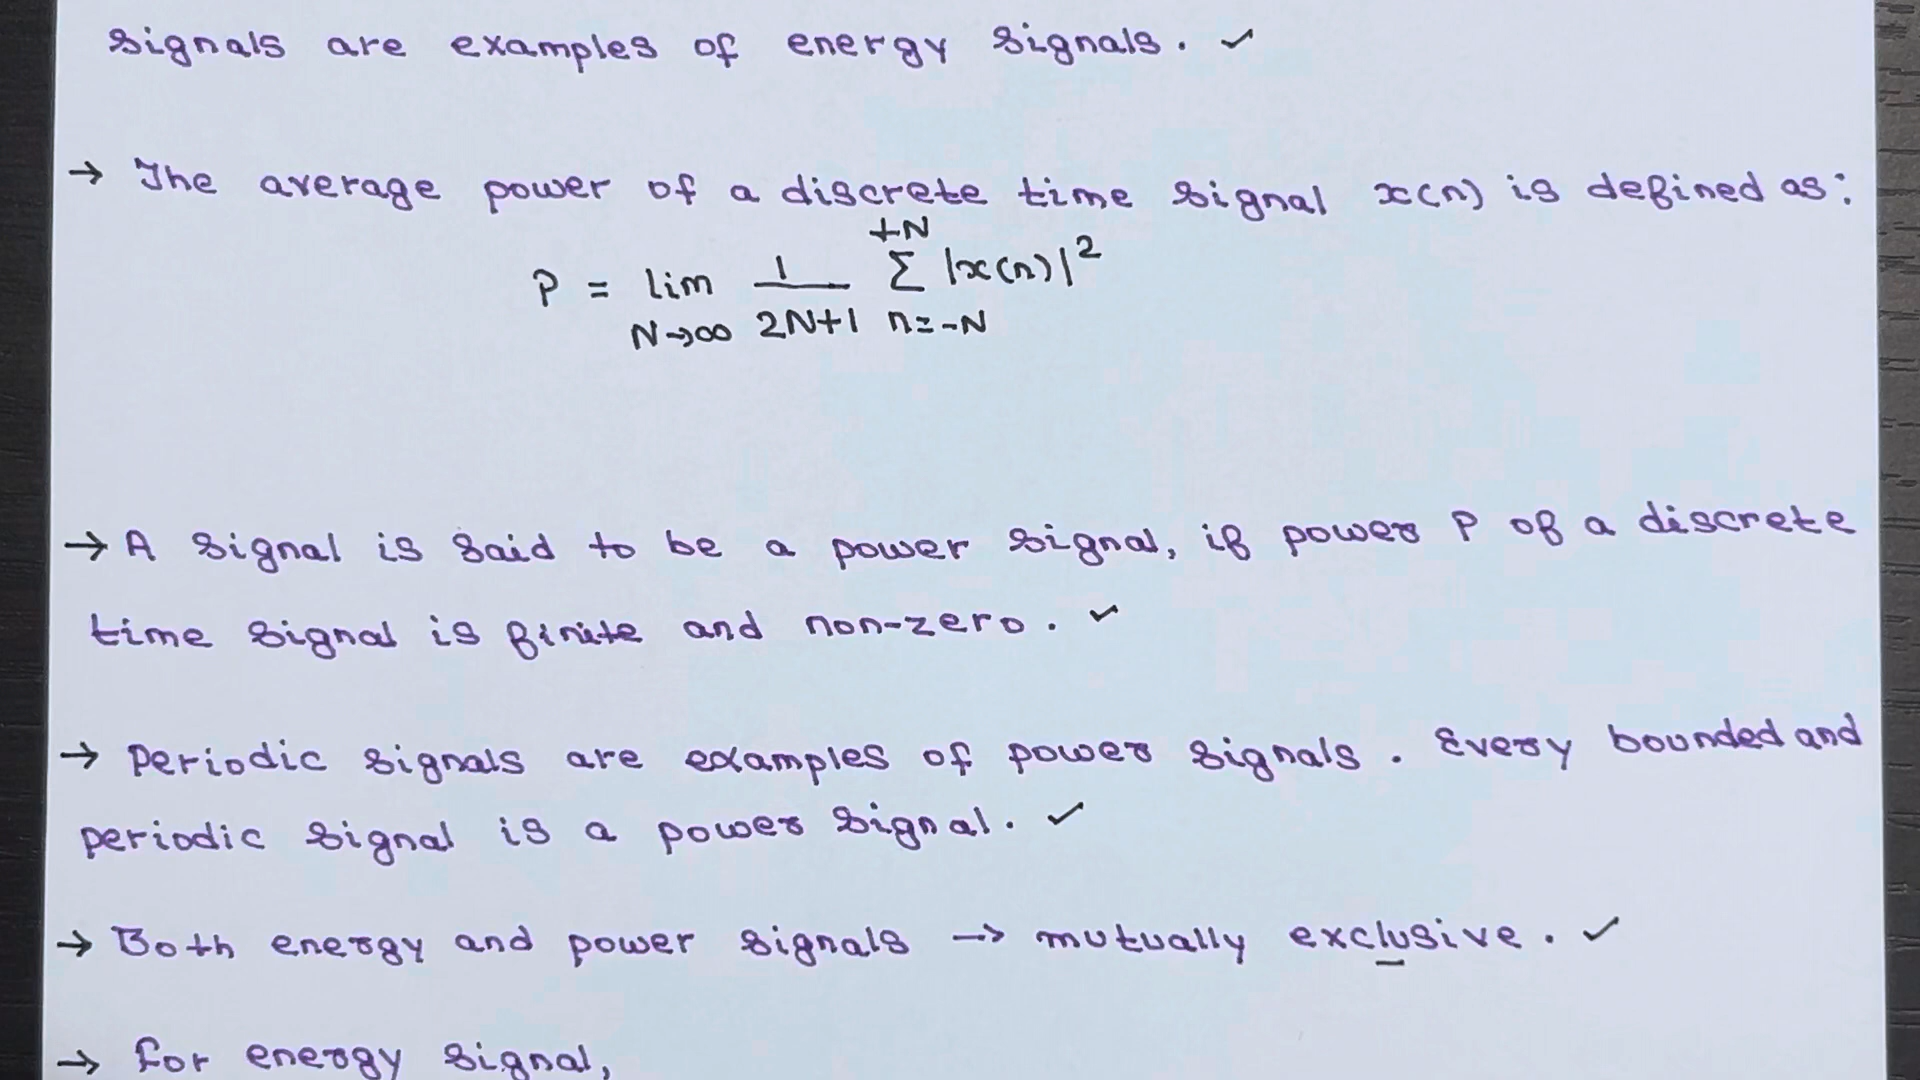 signals are examples of energy signals. ✓
→ The average power of a discrete time signal x(n) is defined as:
+N
P = lim 1 Σ |x(n)|²
N→∞ 2N+1 n=-N
→ A signal is said to be a power signal, if power P of a discrete
time signal is finite and non-zero. ✓
→ Periodic signals are examples of power signals. Every bounded and
periodic signal is a power signal. ✓
→ Both energy and power signals → mutually exclusive. ✓
→ For energy signal,